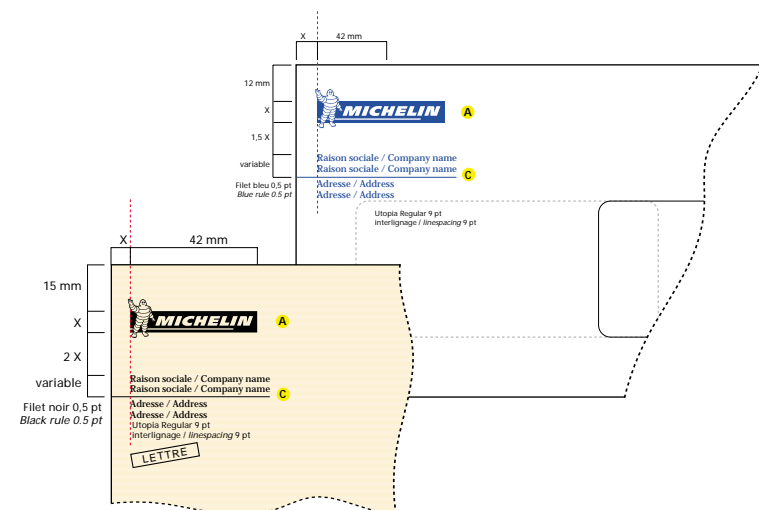 X 42 mm
12 mm
X
1,5 X
variable
Filet bleu 0,5 pt
Blue rule 0.5 pt
MICHELIN
A
Raison sociale / Company name
Raison sociale / Company name
C
Adresse / Address
Adresse / Address
Utopia Regular 9 pt
interlignage / linespacing 9 pt
X 42 mm
15 mm
X
2 X
variable
Filet noir 0,5 pt
Black rule 0.5 pt
MICHELIN
A
Raison sociale / Company name
Raison sociale / Company name
C
Adresse / Address
Adresse / Address
Utopia Regular 9 pt
interlignage / linespacing 9 pt
LETTRE